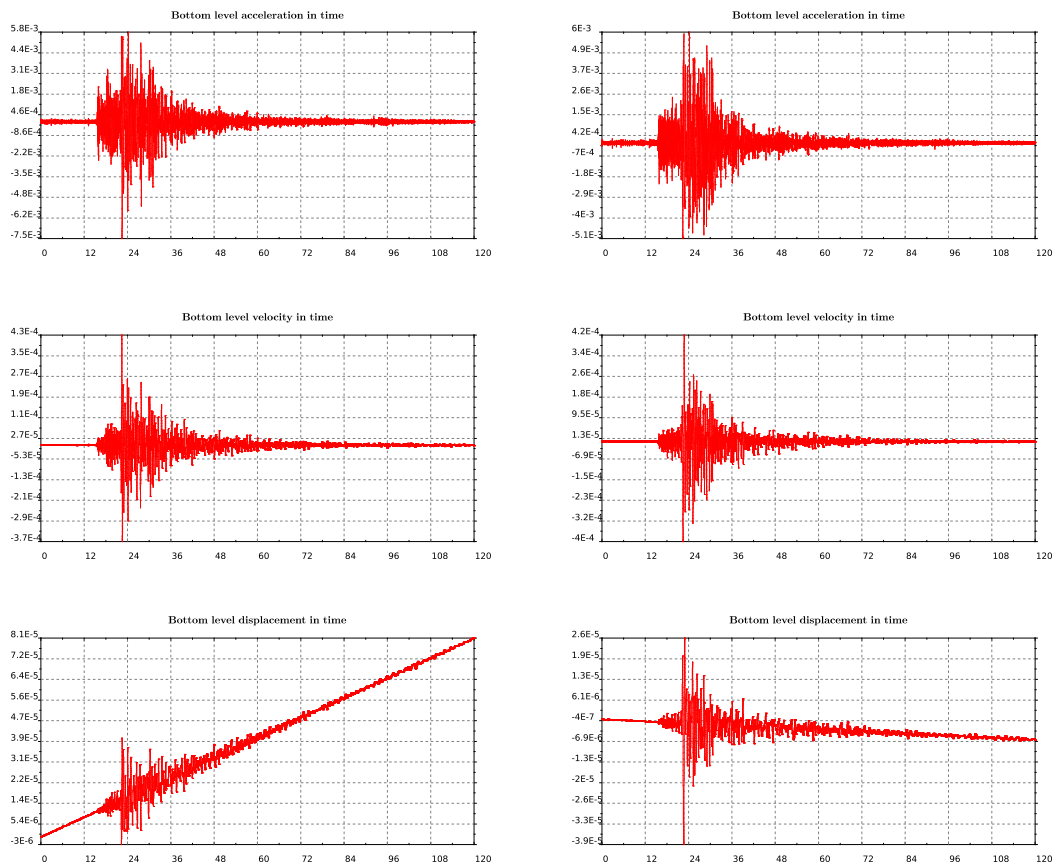 Bottom level acceleration in time
5.8E-3
4.4E-3
3.1E-3
1.8E-3
4.6E-4
-8.6E-4
-2.2E-3
-3.5E-3
-4.8E-3
-6.2E-3
-7.5E-3
0 12 24 36 48 60 72 84 96 108 120
Bottom level acceleration in time
6E-3
4.9E-3
3.7E-3
2.6E-3
1.5E-3
4.2E-4
-7E-4
-1.8E-3
-2.9E-3
-4E-3
-5.1E-3
0 12 24 36 48 60 72 84 96 108 120
Bottom level velocity in time
4.3E-4
3.5E-4
2.6E-4
1.9E-4
1.1E-4
2.7E-5
-5.3E-5
-1.3E-4
-2.1E-4
-2.9E-4
-3.7E-4
0 12 24 36 48 60 72 84 96 108 120
Bottom level velocity in time
4.2E-4
3.4E-4
2.6E-4
1.8E-4
9.5E-5
1.3E-5
-6.9E-5
-1.5E-4
-2.3E-4
-3.2E-4
-4E-4
0 12 24 36 48 60 72 84 96 108 120
Bottom level displacement in time
8.1E-5
7.2E-5
6.4E-5
5.6E-5
4.7E-5
3.9E-5
3.1E-5
2.2E-5
1.4E-5
5.4E-6
-3E-6
0 12 24 36 48 60 72 84 96 108 120
Bottom level displacement in time
2.6E-5
1.9E-5
1.3E-5
6.1E-6
-4E-7
-6.9E-6
-1.3E-5
-2E-5
-2.6E-5
-3.3E-5
-3.9E-5
0 12 24 36 48 60 72 84 96 108 120